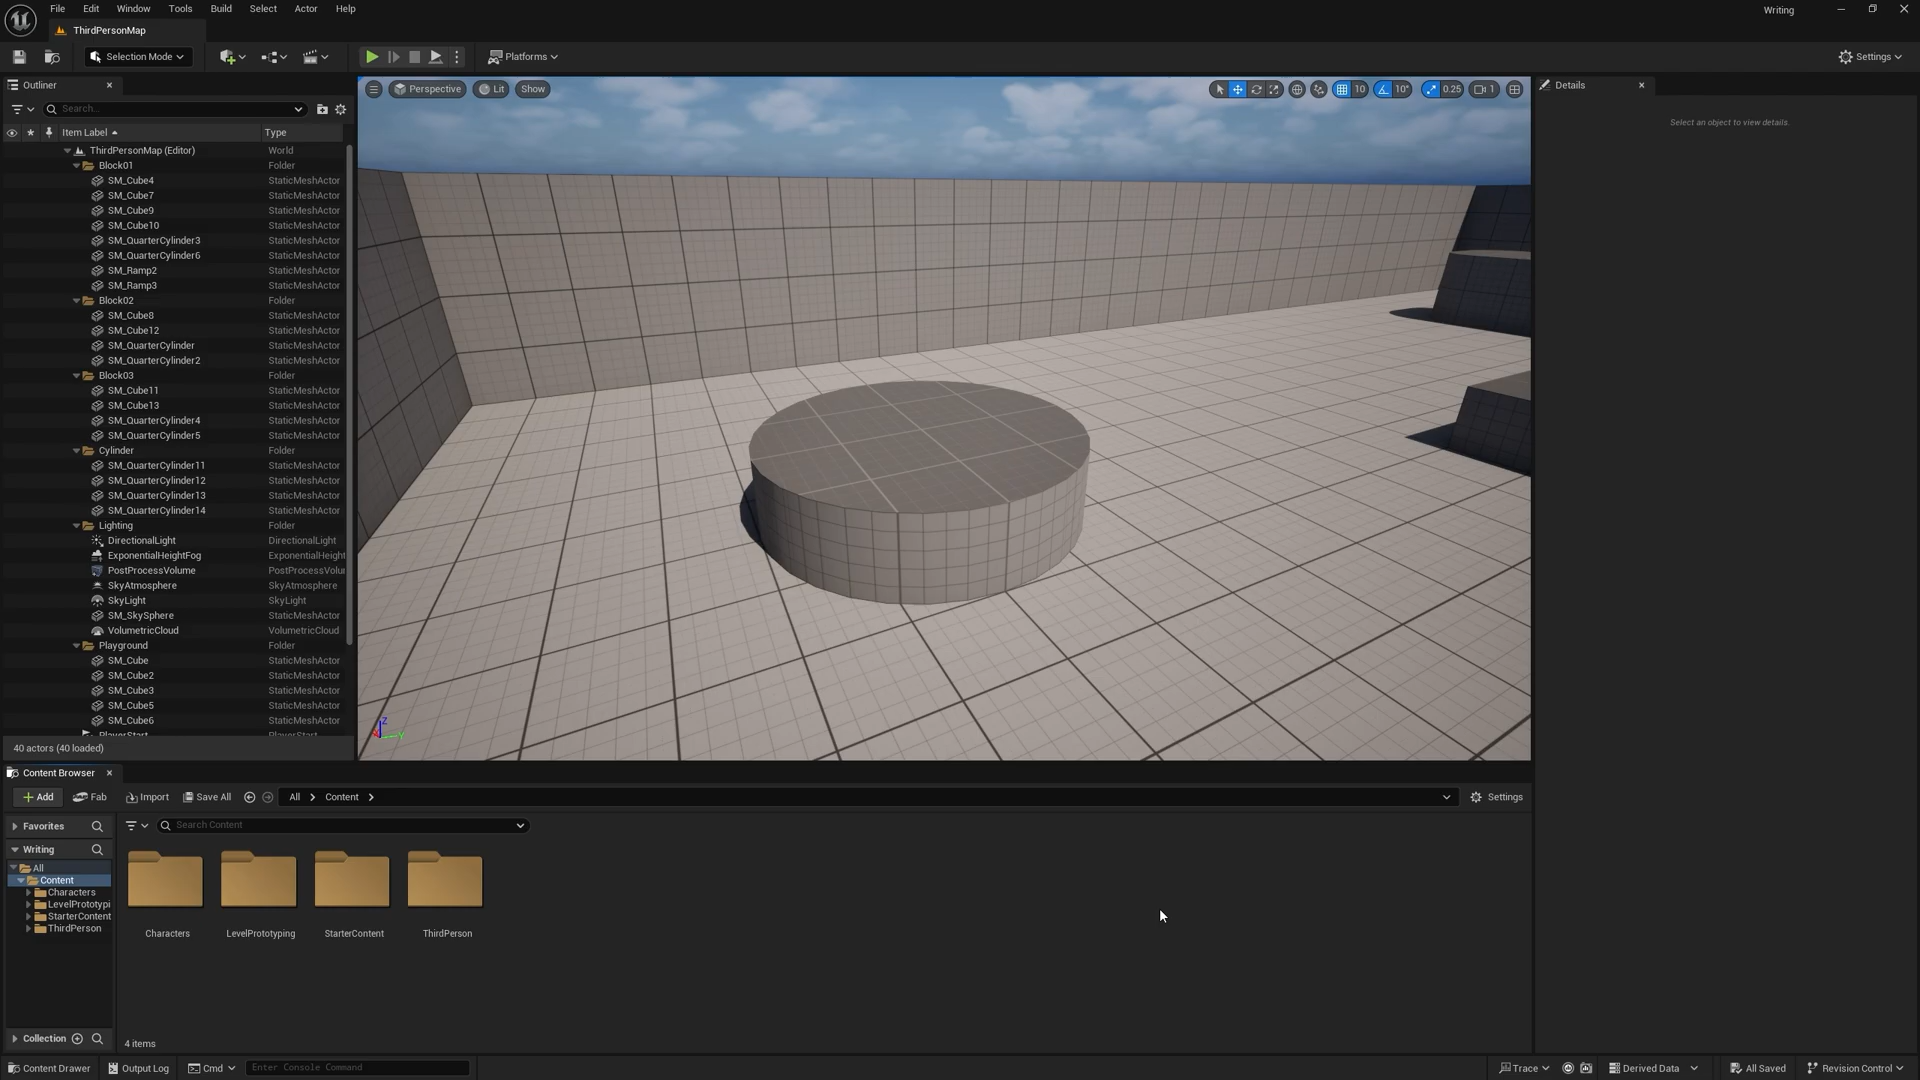 File Edit Window Tools Build Select Actor Help
Writing
ThirdPersonMap
Selection Mode
Platforms
Settings
Outliner
Search...
Item Label Type
ThirdPersonMap (Editor) World
Block01 Folder
SM_Cube4 StaticMeshActor
SM_Cube7 StaticMeshActor
SM_Cube9 StaticMeshActor
SM_Cube10 StaticMeshActor
SM_QuarterCylinder3 StaticMeshActor
SM_QuarterCylinder6 StaticMeshActor
SM_Ramp2 StaticMeshActor
SM_Ramp3 StaticMeshActor
Block02 Folder
SM_Cube8 StaticMeshActor
SM_Cube12 StaticMeshActor
SM_QuarterCylinder StaticMeshActor
SM_QuarterCylinder2 StaticMeshActor
Block03 Folder
SM_Cube11 StaticMeshActor
SM_Cube13 StaticMeshActor
SM_QuarterCylinder4 StaticMeshActor
SM_QuarterCylinder5 StaticMeshActor
Cylinder Folder
SM_QuarterCylinder11 StaticMeshActor
SM_QuarterCylinder12 StaticMeshActor
SM_QuarterCylinder13 StaticMeshActor
SM_QuarterCylinder14 StaticMeshActor
Lighting Folder
DirectionalLight DirectionalLight
ExponentialHeightFog ExponentialHeight
PostProcessVolume PostProcessVolu
SkyAtmosphere SkyAtmosphere
SkyLight SkyLight
SM_SkySphere StaticMeshActor
VolumetricCloud VolumetricCloud
Playground Folder
SM_Cube StaticMeshActor
SM_Cube2 StaticMeshActor
SM_Cube3 StaticMeshActor
SM_Cube5 StaticMeshActor
SM_Cube6 StaticMeshActor
PlayerStart PlayerStart
40 actors (40 loaded)
Perspective Lit Show
10 10° 0.25 1
Z
X
Y
Details
Select an object to view details.
Content Browser
Add Fab Import Save All All Content Settings
Favorites
Writing
All
Content
Characters
LevelPrototypi
StarterContent
ThirdPerson
Collection
Search Content
Characters LevelPrototyping StarterContent ThirdPerson
4 items
Content Drawer Output Log Cmd Enter Console Command Trace Derived Data All Saved Revision Control